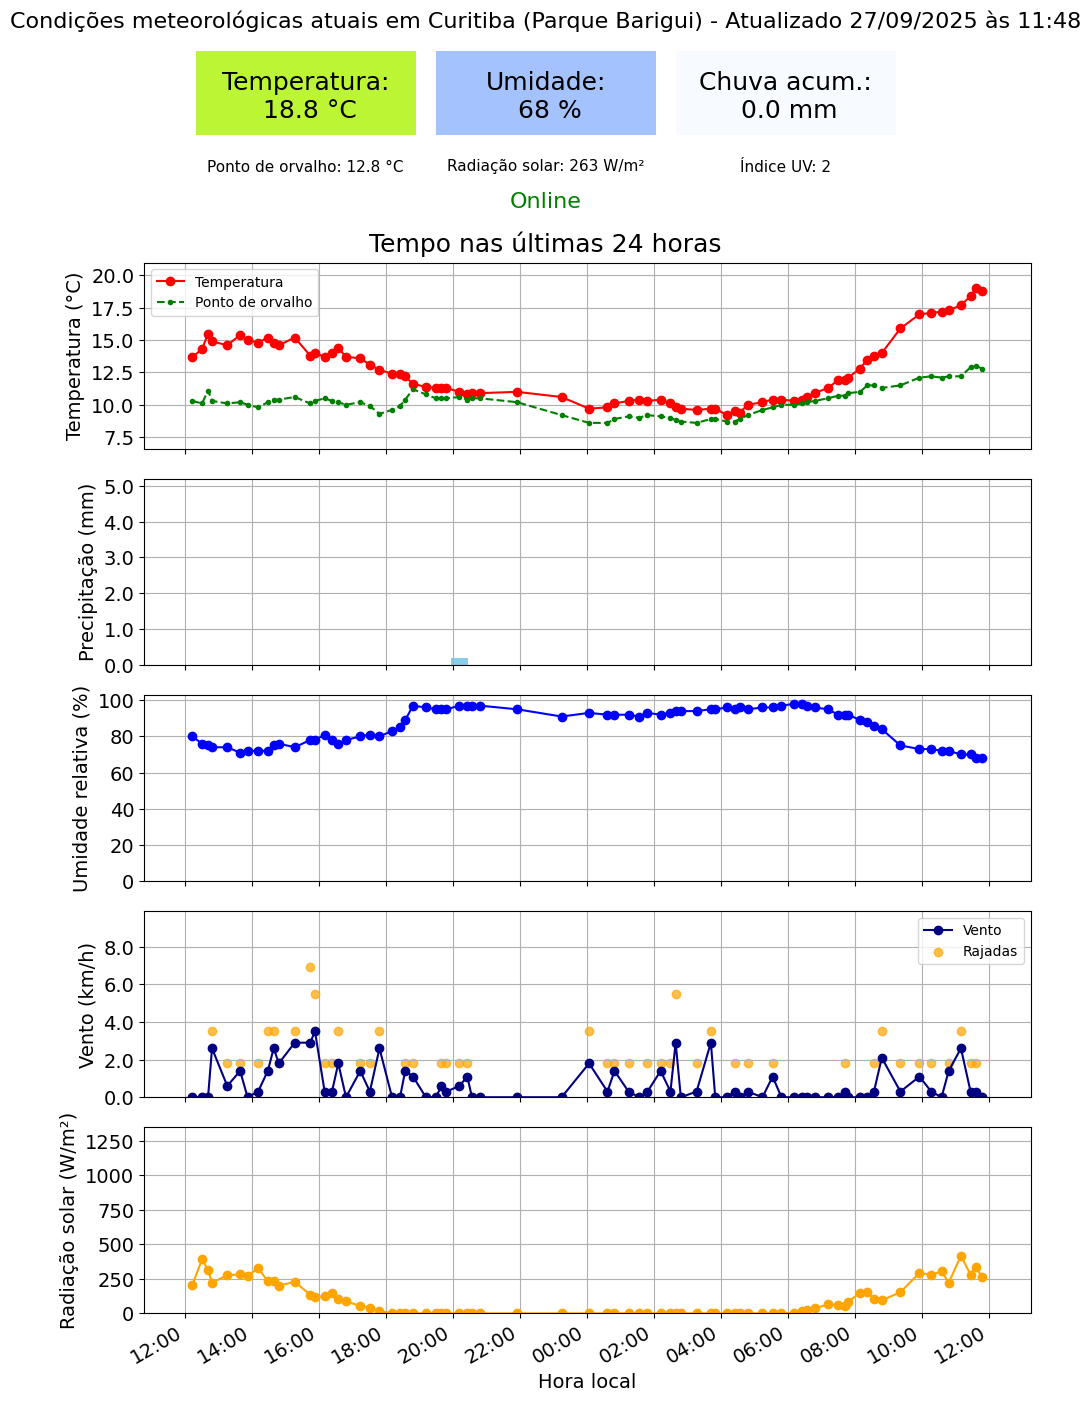 Condições meteorológicas atuais em Curitiba (Parque Barigui) - Atualizado 27/09/2025 às 11:48
Temperatura:
18.8 °C
Umidade:
68 %
Chuva acum.:
0.0 mm
Ponto de orvalho: 12.8 °C
Radiação solar: 263 W/m²
Índice UV: 2
Online
Tempo nas últimas 24 horas
Temperatura (°C)
20.0
17.5
15.0
12.5
10.0
7.5
Temperatura
Ponto de orvalho
Precipitação (mm)
5.0
4.0
3.0
2.0
1.0
0.0
Umidade relativa (%)
100
80
60
40
20
0
Vento (km/h)
8.0
6.0
4.0
2.0
0.0
Vento
Rajadas
Radiação solar (W/m²)
1250
1000
750
500
250
0
12:00
14:00
16:00
18:00
20:00
22:00
00:00
02:00
04:00
06:00
08:00
10:00
12:00
Hora local